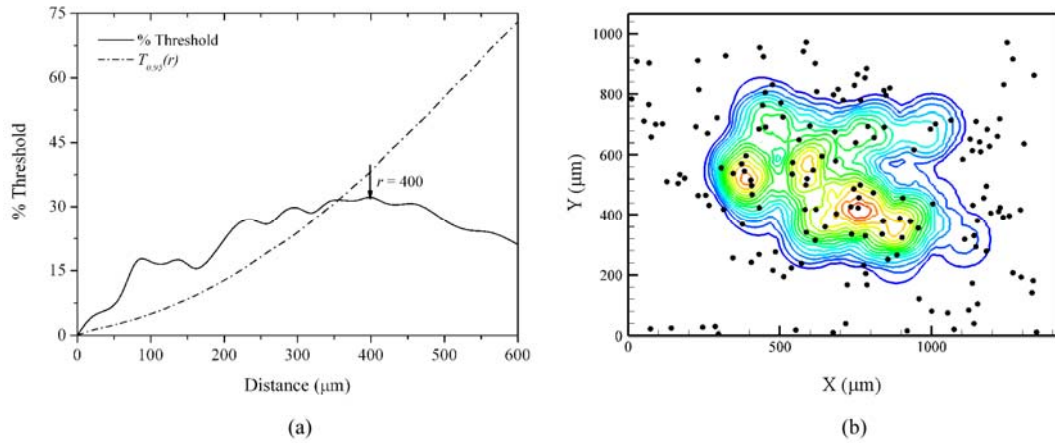 75
60
45
30
15
0
% Threshold
% Threshold
T0.95(r)
r = 400
0 100 200 300 400 500 600
Distance (μm)
(a)
1000
800
600
400
200
0
Y (μm)
0 500 1000
X (μm)
(b)